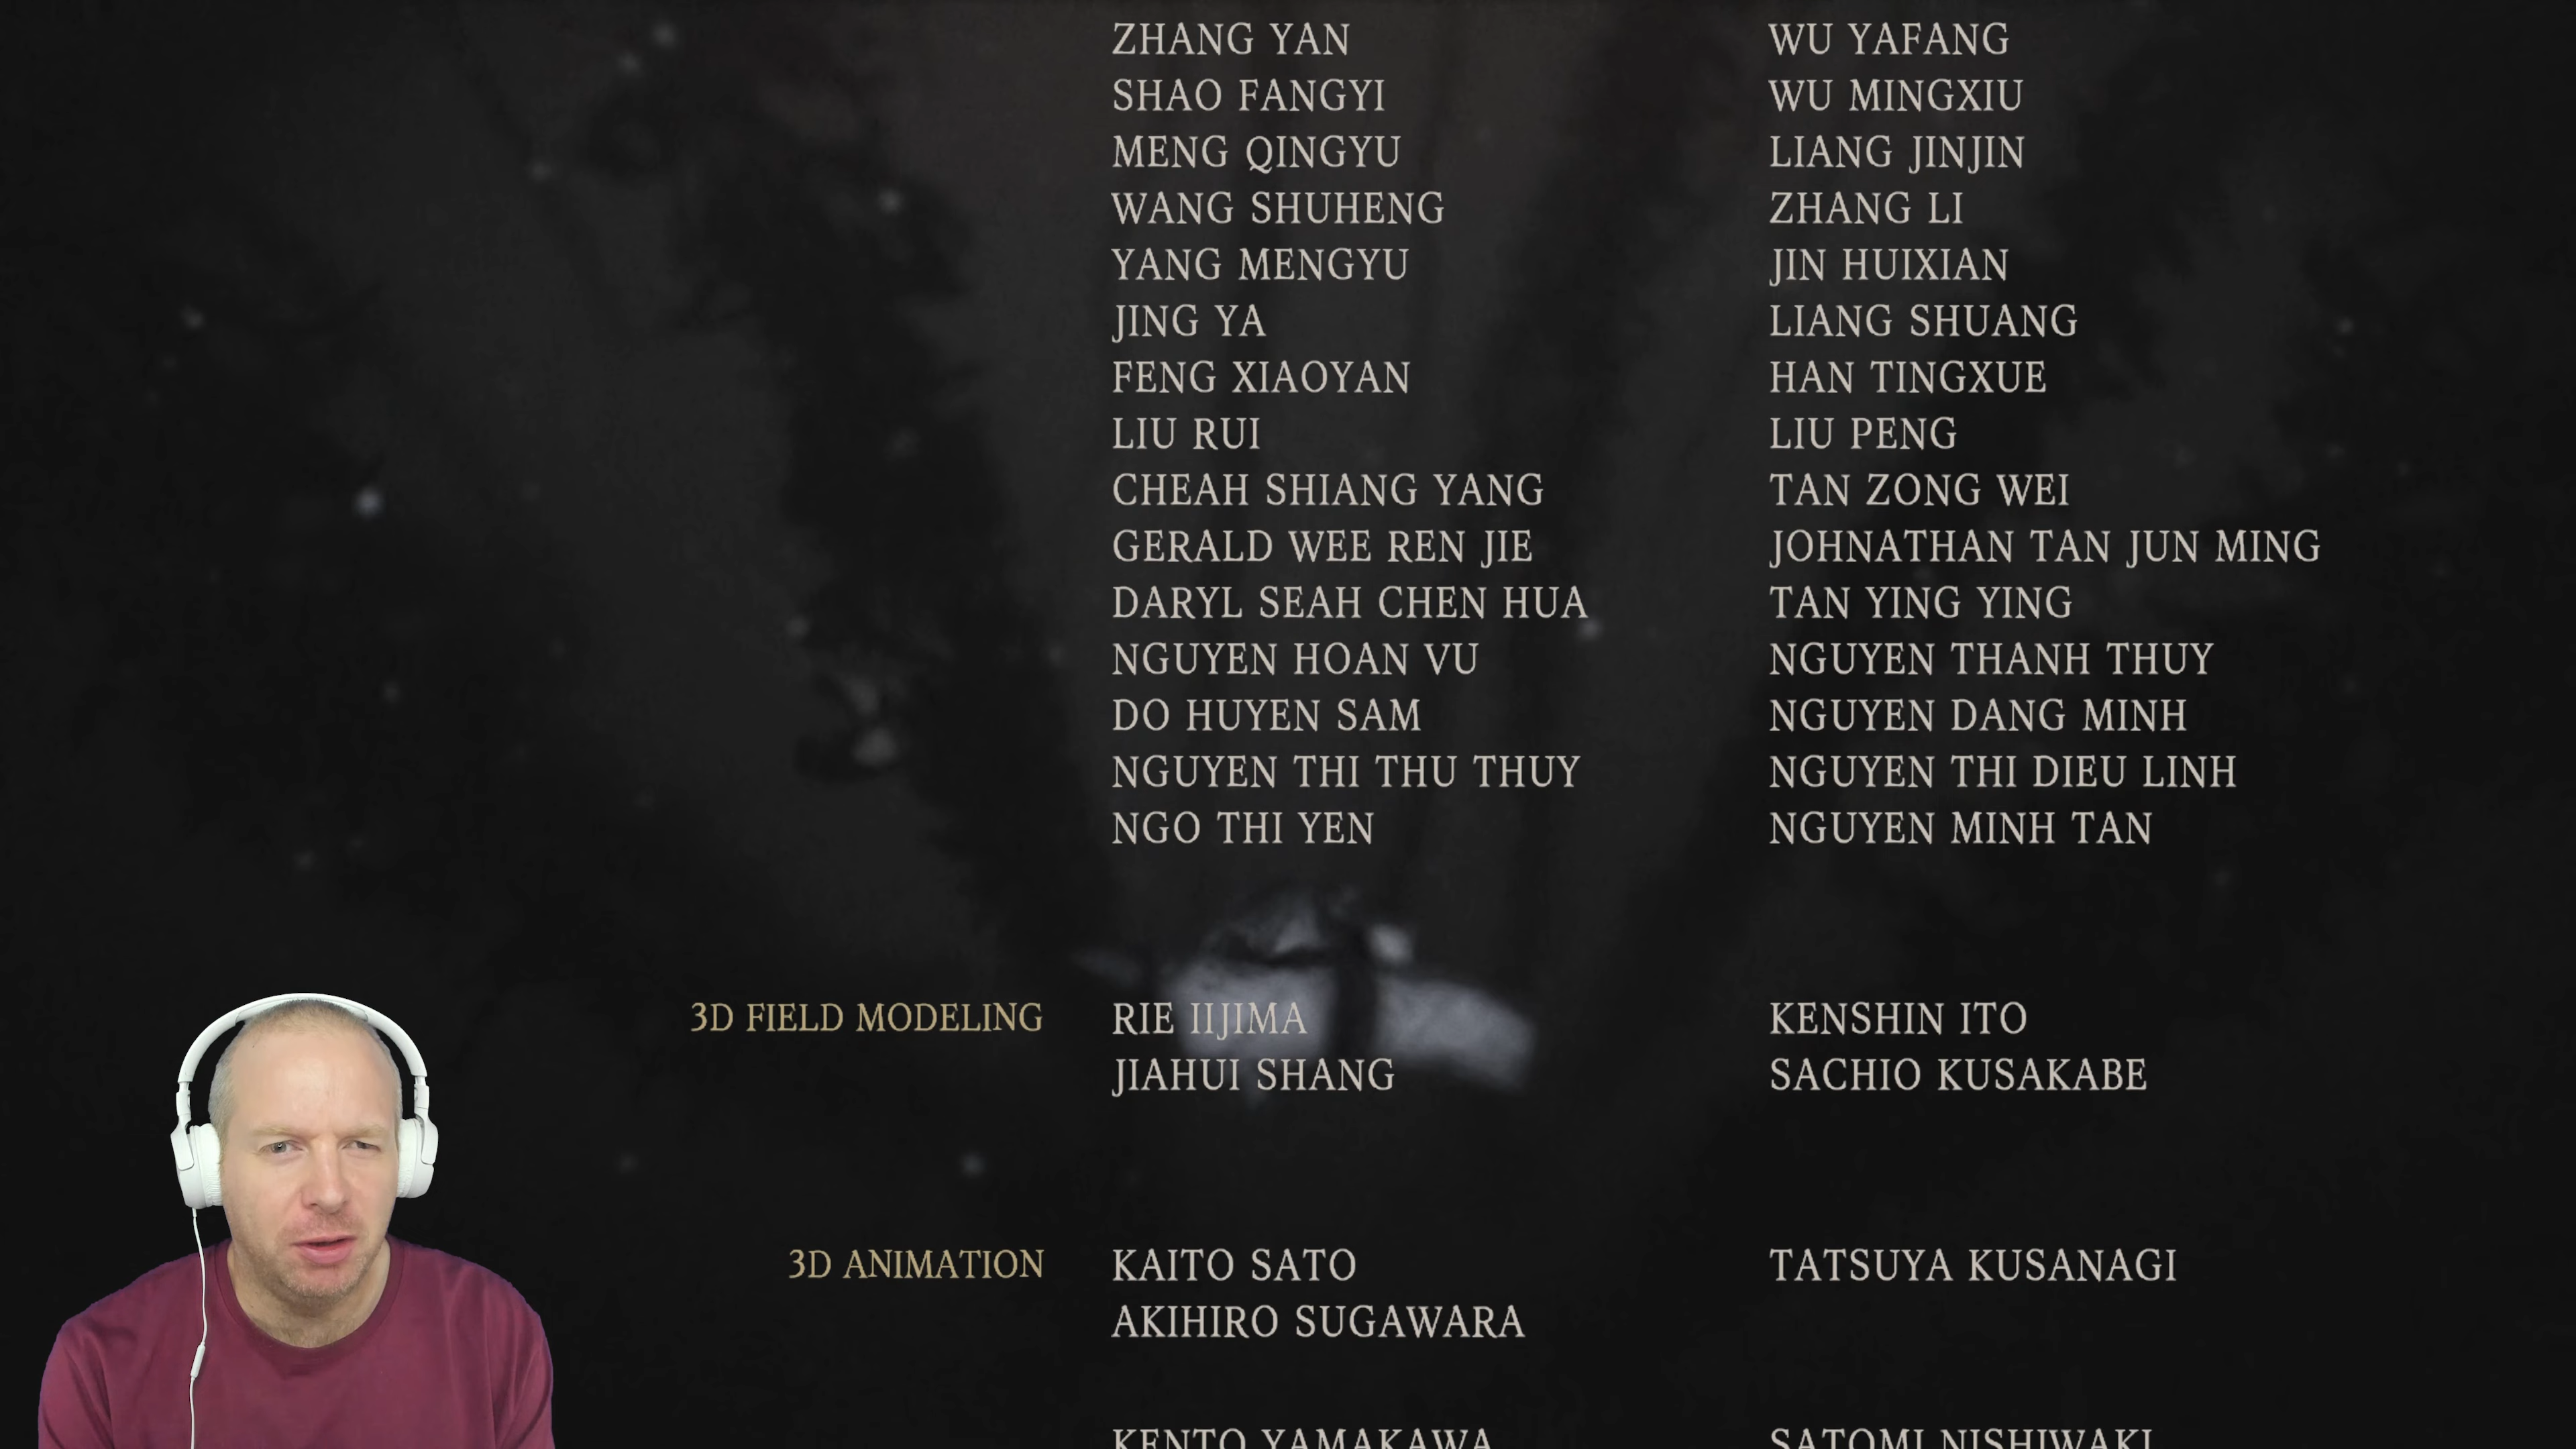 ZHANG YAN WU YAFANG
SHAO FANGYI WU MINGXIU
MENG QINGYU LIANG JINJIN
WANG SHUHENG ZHANG LI
YANG MENGYU JIN HUIXIAN
JING YA LIANG SHUANG
FENG XIAOYAN HAN TINGXUE
LIU RUI LIU PENG
CHEAH SHIANG YANG TAN ZONG WEI
GERALD WEE REN JIE JOHNATHAN TAN JUN MING
DARYL SEAH CHEN HUA TAN YING YING
NGUYEN HOAN VU NGUYEN THANH THUY
DO HUYEN SAM NGUYEN DANG MINH
NGUYEN THI THU THUY NGUYEN THI DIEU LINH
NGO THI YEN NGUYEN MINH TAN
3D FIELD MODELING RIE IIJIMA KENSHIN ITO
JIAHUI SHANG SACHIO KUSAKABE
3D ANIMATION KAITO SATO TATSUYA KUSANAGI
AKIHIRO SUGAWARA
KENTO YAMAKAWA SATOMI NISHIWAKI